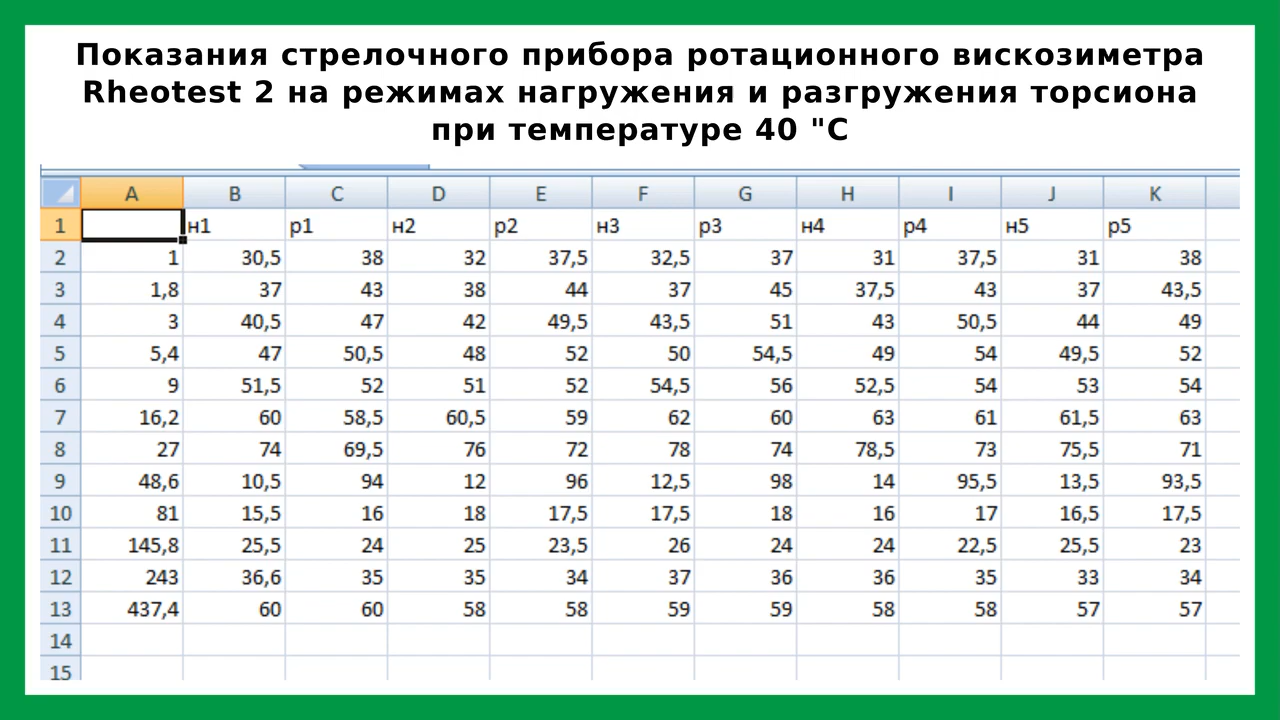 Показания стрелочного прибора ротационного вискозиметра
Rheotest 2 на режимах нагружения и разгружения торсиона
при температуре 40 "C
A B C D E F G H I J K
1 н1 р1 н2 р2 н3 р3 н4 р4 н5 р5
2 1 30,5 38 32 37,5 32,5 37 31 37,5 31 38
3 1,8 37 43 38 44 37 45 37,5 43 37 43,5
4 3 40,5 47 42 49,5 43,5 51 43 50,5 44 49
5 5,4 47 50,5 48 52 50 54,5 49 54 49,5 52
6 9 51,5 52 51 52 54,5 56 52,5 54 53 54
7 16,2 60 58,5 60,5 59 62 60 63 61 61,5 63
8 27 74 69,5 76 72 78 74 78,5 73 75,5 71
9 48,6 10,5 94 12 96 12,5 98 14 95,5 13,5 93,5
10 81 15,5 16 18 17,5 17,5 18 16 17 16,5 17,5
11 145,8 25,5 24 25 23,5 26 24 24 22,5 25,5 23
12 243 36,6 35 35 34 37 36 36 35 33 34
13 437,4 60 60 58 58 59 59 58 58 57 57
14
15